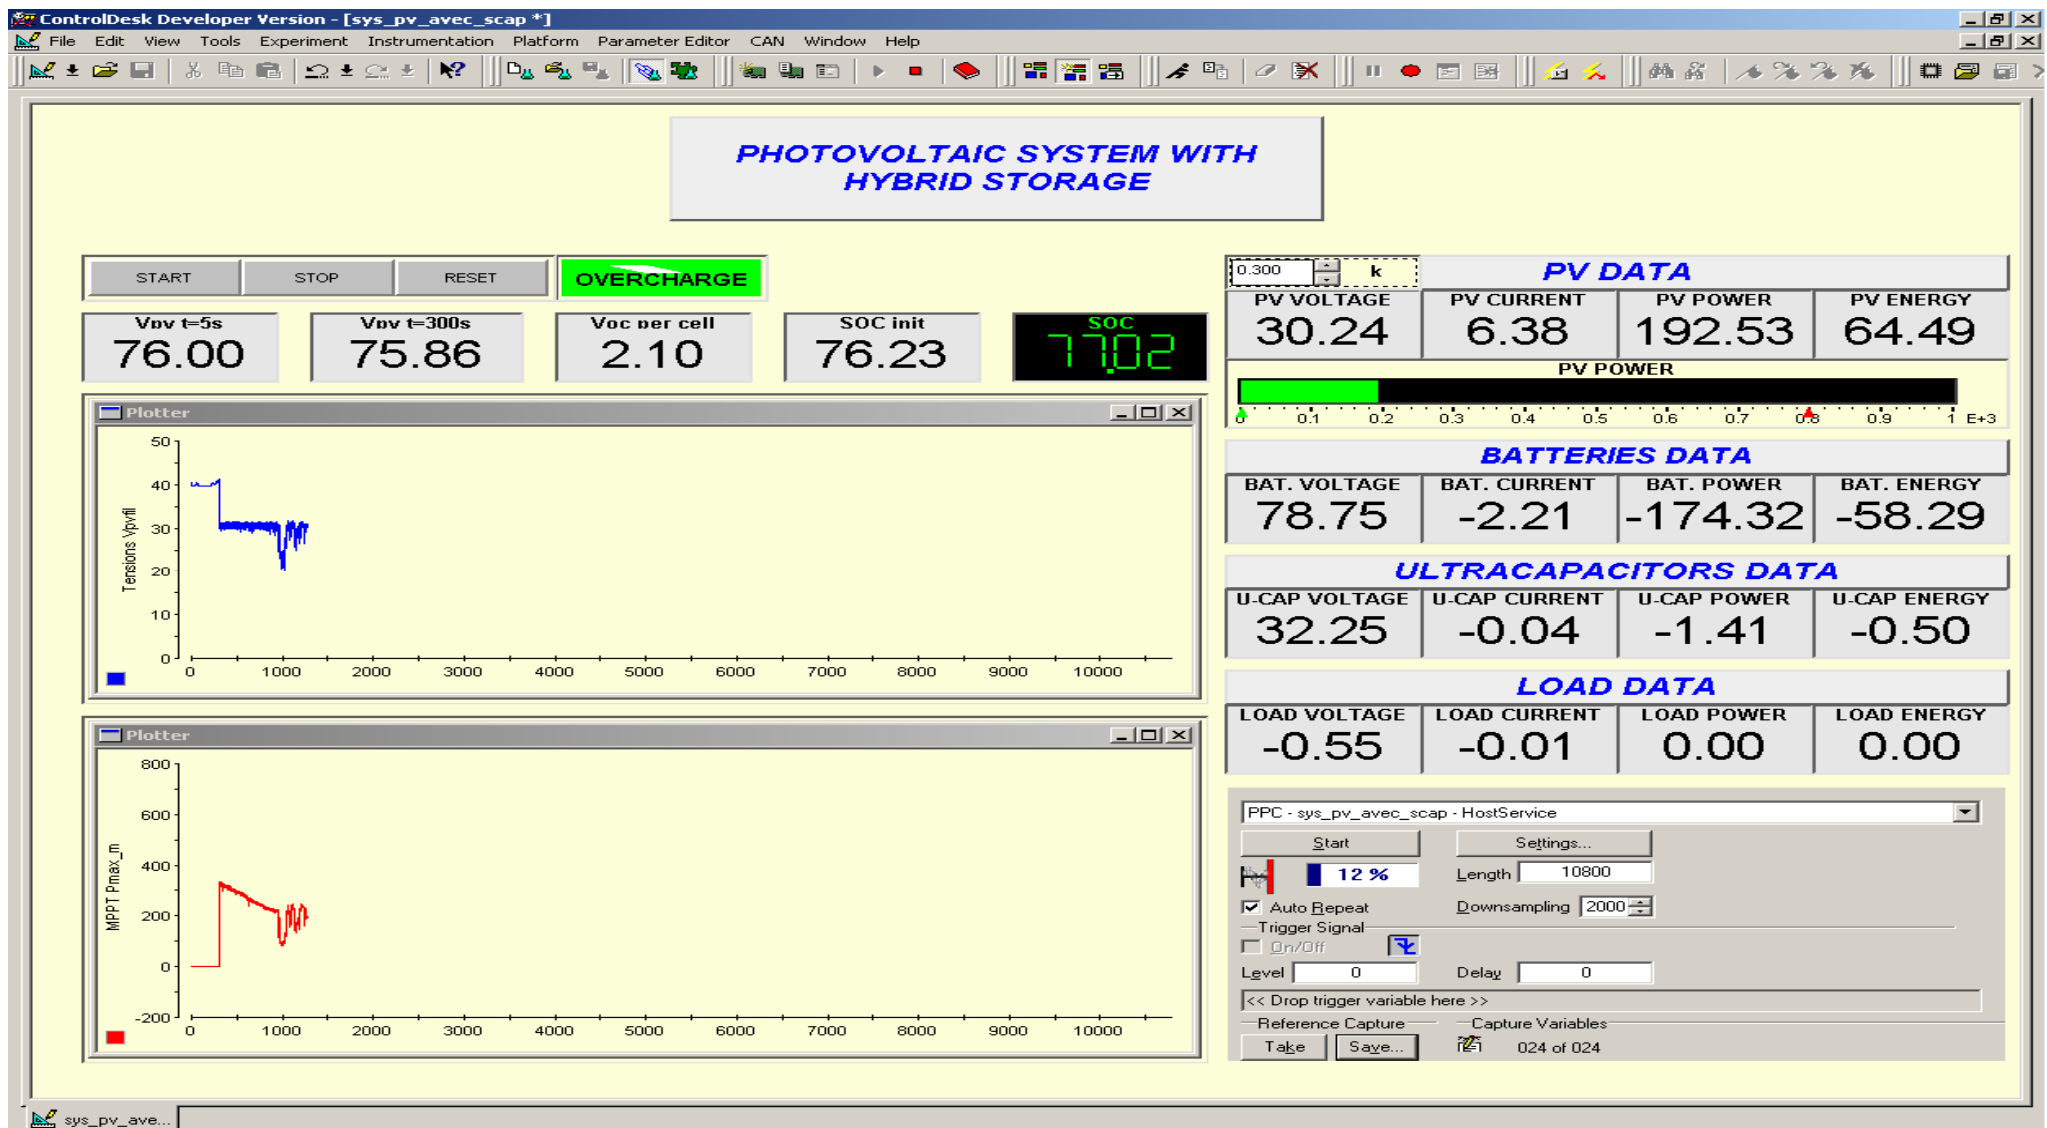 ControlDesk Developer Version - [sys_pv_avec_scap *]
File Edit View Tools Experiment Instrumentation Platform Parameter Editor CAN Window Help
PHOTOVOLTAIC SYSTEM WITH
HYBRID STORAGE
START STOP RESET OVERCHARGE
Vpv t=5s Vpv t=300s Voc per cell SOC init SOC
76.00 75.86 2.10 76.23 77.02
Plotter
50
40
30
20
10
0
Tensions Vpvfil
0 1000 2000 3000 4000 5000 6000 7000 8000 9000 10000
Plotter
800
600
400
200
0
-200
MPPT Pmax_m
0 1000 2000 3000 4000 5000 6000 7000 8000 9000 10000
0.300 k PV DATA
PV VOLTAGE PV CURRENT PV POWER PV ENERGY
30.24 6.38 192.53 64.49
PV POWER
0 0.1 0.2 0.3 0.4 0.5 0.6 0.7 0.8 0.9 1 E+3
BATTERIES DATA
BAT. VOLTAGE BAT. CURRENT BAT. POWER BAT. ENERGY
78.75 -2.21 -174.32 -58.29
ULTRACAPACITORS DATA
U-CAP VOLTAGE U-CAP CURRENT U-CAP POWER U-CAP ENERGY
32.25 -0.04 -1.41 -0.50
LOAD DATA
LOAD VOLTAGE LOAD CURRENT LOAD POWER LOAD ENERGY
-0.55 -0.01 0.00 0.00
PPC - sys_pv_avec_scap - HostService
Start Settings...
12 % Length 10800
Auto Repeat Downsampling 2000
Trigger Signal
On/Off
Level 0 Delay 0
<< Drop trigger variable here >>
Reference Capture Capture Variables
Take Save... 024 of 024
sys_pv_ave...